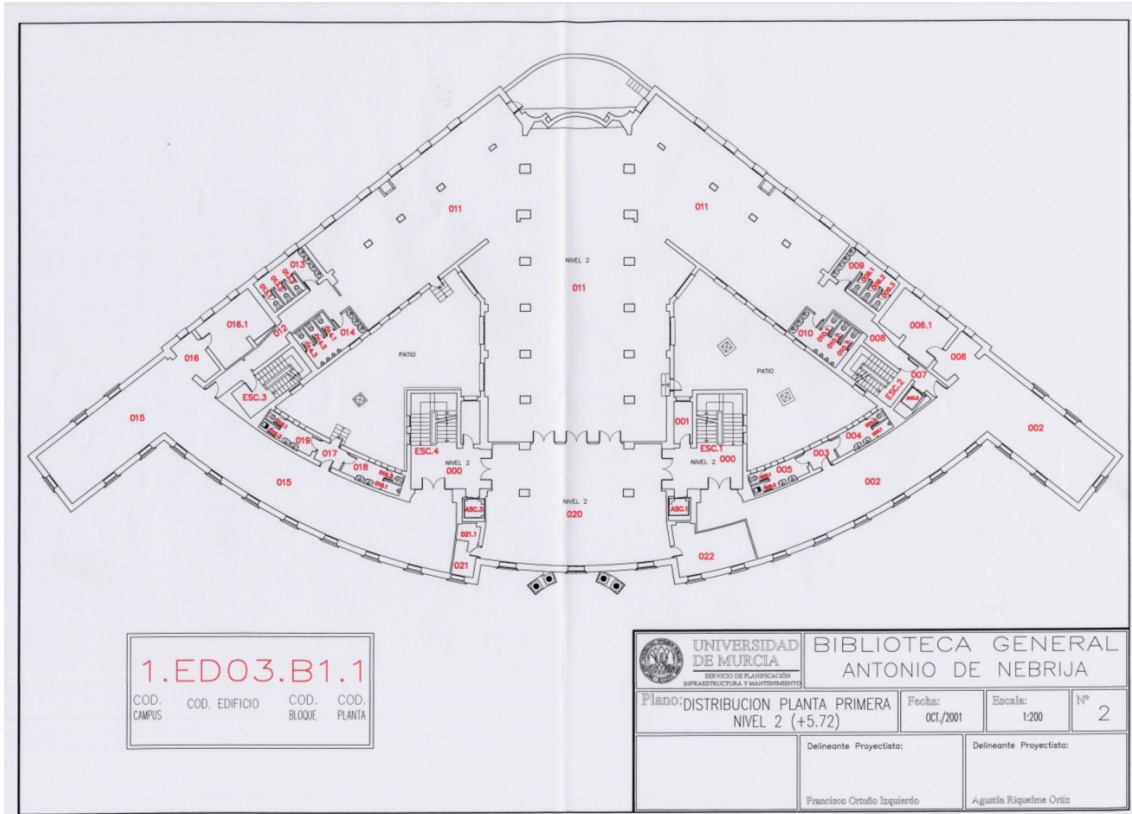 011
011
NIVEL 2
011
013
009
016.1
012
014
010
008
006.1
016
006
007
PATIO
PATIO
ESC.3
ESC.2
015
002
019
017
018
001
004
003
005
ESC.4
ESC.1
NIVEL 2
000
NIVEL 2
000
015
002
NIVEL 2
020
ASC.3
ASC.1
021.1
021
022
1.ED03.B1.1
COD. CAMPUS
COD. EDIFICIO
COD. BLOQUE
COD. PLANTA
UNIVERSIDAD
DE MURCIA
SERVICIO DE PLANIFICACIÓN
INFRAESTRUCTURA Y MANTENIMIENTO
BIBLIOTECA GENERAL
ANTONIO DE NEBRIJA
Plano: DISTRIBUCION PLANTA PRIMERA
NIVEL 2 (+5.72)
Fecha:
OCT./2001
Escala:
1:200
Nº
2
Delineante Proyectista:
Francisco Ortuño Izquierdo
Delineante Proyectista:
Agustín Riquelme Ortiz